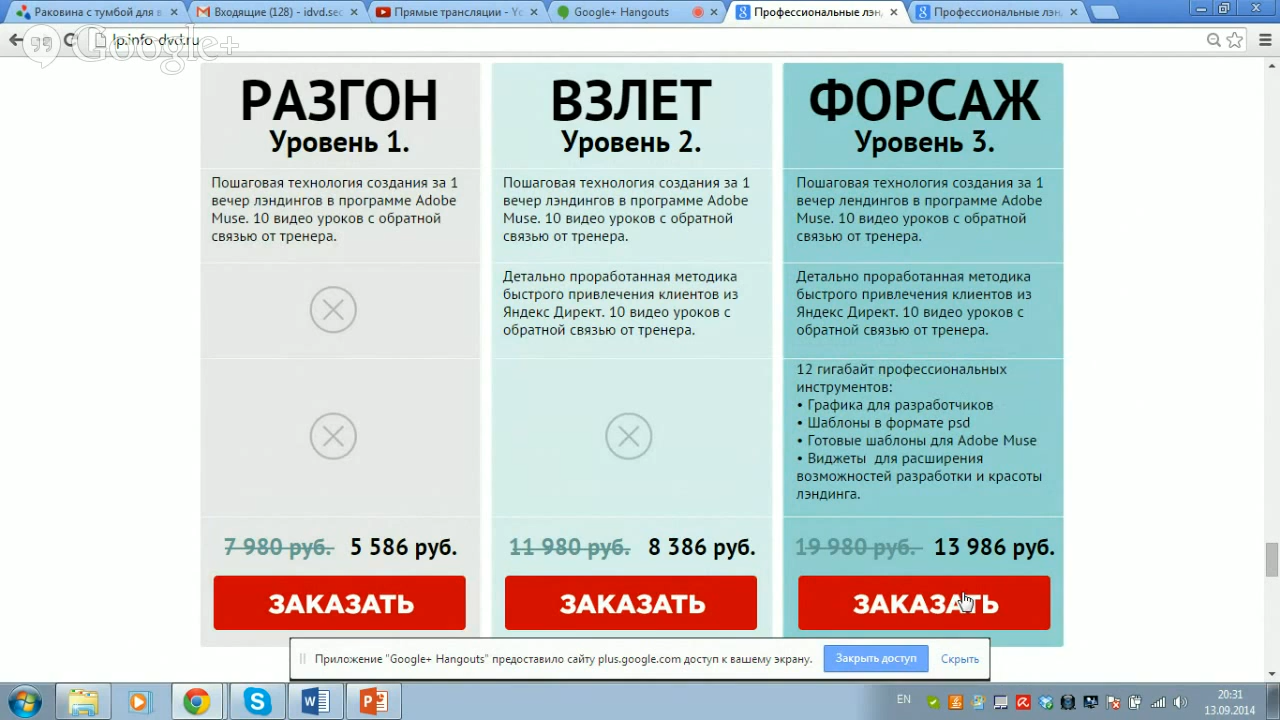 Раковина с тумбой для в
Входящие (128) - idvd.sec
Прямые трансляции - Yo
Google+ Hangouts
Профессиональные лэнд
Профессиональные лэнд
Google+
lp.info-dvd.ru
РАЗГОН
Уровень 1.
Пошаговая технология создания за 1
вечер лэндингов в программе Adobe
Muse. 10 видео уроков с обратной
связью от тренера.
7 980 руб. 5 586 руб.
ЗАКАЗАТЬ
ВЗЛЕТ
Уровень 2.
Пошаговая технология создания за 1
вечер лэндингов в программе Adobe
Muse. 10 видео уроков с обратной
связью от тренера.
Детально проработанная методика
быстрого привлечения клиентов из
Яндекс Директ. 10 видео уроков с
обратной связью от тренера.
11 980 руб. 8 386 руб.
ЗАКАЗАТЬ
ФОРСАЖ
Уровень 3.
Пошаговая технология создания за 1
вечер лендингов в программе Adobe
Muse. 10 видео уроков с обратной
связью от тренера.
Детально проработанная методика
быстрого привлечения клиентов из
Яндекс Директ. 10 видео уроков с
обратной связью от тренера.
12 гигабайт профессиональных
инструментов:
• Графика для разработчиков
• Шаблоны в формате psd
• Готовые шаблоны для Adobe Muse
• Виджеты для расширения
возможностей разработки и красоты
лэндинга.
19 980 руб. 13 986 руб.
ЗАКАЗАТЬ
Приложение "Google+ Hangouts" предоставило сайту plus.google.com доступ к вашему экрану.
Закрыть доступ
Скрыть
EN
20:31
13.09.2014